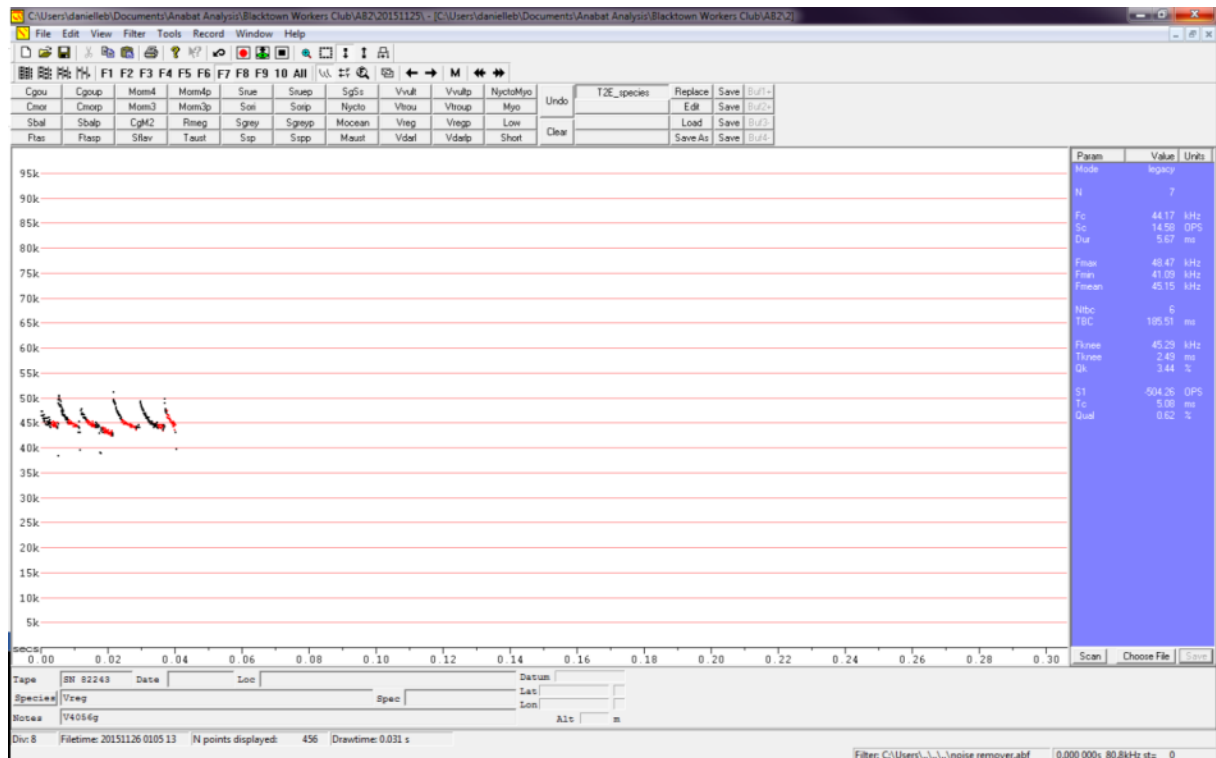 C:\Users\danielleb\Documents\Anabat Analysis\Blacktown Workers Club\AB2\20151125\ - [C:\Users\danielleb\Documents\Anabat Analysis\Blacktown Workers Club\AB2\2]
File Edit View Filter Tools Record Window Help
F1 F2 F3 F4 F5 F6 F7 F8 F9 10 All M
Cgou Cgoup Morm4 Morm4p Srue Sruep SgSs Vvult Vvultp NyctoMyo Undo T2E_species Replace Save Buf1+
Cmor Cmorp Morm3 Morm3p Sori Sorip Nycto Vtrou Vtroup Myo Edit Save Buf2+
Sbal Sbalp CgM2 Rmeg Sgrey Sgreyp Mocean Vreg Vregp Low Clear Load Save Buf3-
Ftas Ftasp Sflav Taust Ssp Sspp Maust Vdarl Vdarlp Short Save As Save Buf4-
Param Value Units
Mode legacy
N 7
Fc 44.17 kHz
Sc 14.58 OPS
Dur 5.67 ms
Fmax 48.47 kHz
Fmin 41.09 kHz
Fmean 45.15 kHz
Ntbc 6
TBC 185.51 ms
Fknee 45.29 kHz
Tknee 2.49 ms
Qk 3.44 %
S1 -504.26 OPS
Tc 5.08 ms
Qual 0.62 %
95k
90k
85k
80k
75k
70k
65k
60k
55k
50k
45k
40k
35k
30k
25k
20k
15k
10k
5k
secs
0.00 0.02 0.04 0.06 0.08 0.10 0.12 0.14 0.16 0.18 0.20 0.22 0.24 0.26 0.28 0.30
Scan Choose File Save
Tape SN 82243 Date Loc Datum
Species Vreg Spec Lat
Lon
Notes V4056g Alt m
Div: 8 Filetime: 20151126 0105 13 N points displayed: 456 Drawtime: 0.031 s
Filter: C:\Users\..\..\..\noise remover.abf 0.000 000s 80.8kHz st= 0